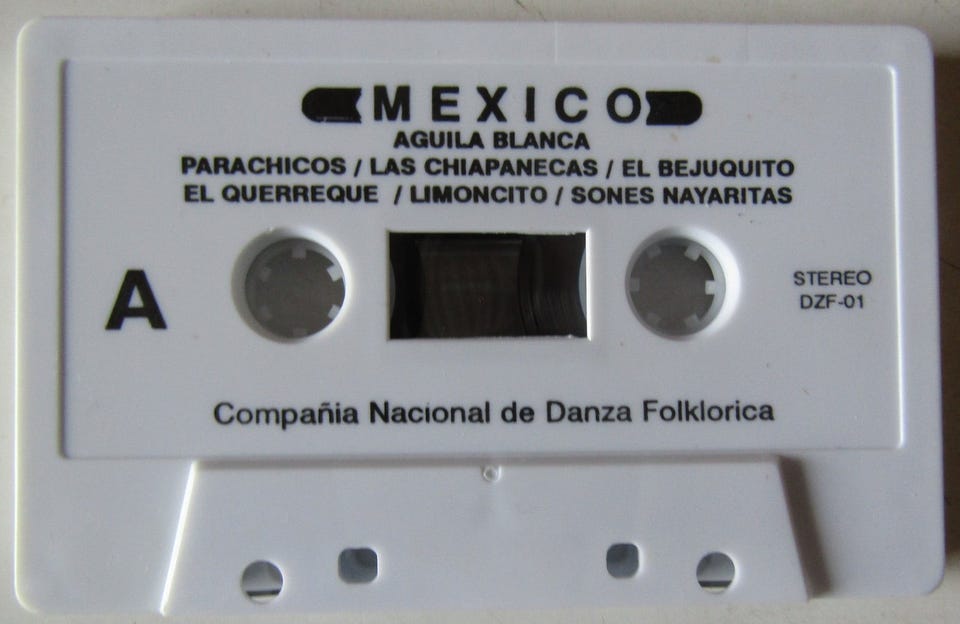 MEXICO
AGUILA BLANCA
PARACHICOS / LAS CHIAPANECAS / EL BEJUQUITO
EL QUERREQUE / LIMONCITO / SONES NAYARITAS
A
STEREO
DZF-01
Compañia Nacional de Danza Folklorica